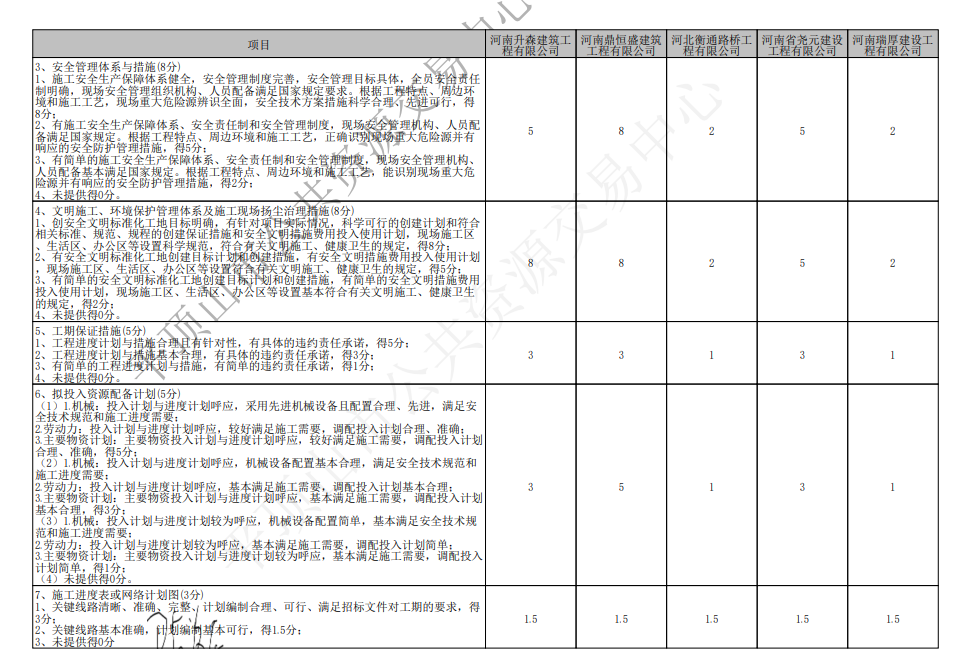 项目
河南升森建筑工
程有限公司
河南鼎恒盛建筑
工程有限公司
河北衡通路桥工
程有限公司
河南省尧元建设
工程有限公司
河南瑞厚建设工
程有限公司
3、安全管理体系与措施(8分)
1、施工安全生产保障体系健全，安全管理制度完善，安全管理目标具体，全员安全责任
制明确，现场安全管理组织机构、人员配备满足国家规定要求。根据工程特点、周边环
境和施工工艺，现场重大危险源辨识全面，安全技术方案措施科学合理、先进可行，得
8分；
2、有施工安全生产保障体系、安全责任制和安全管理制度，现场安全管理机构、人员配
备满足国家规定。根据工程特点、周边环境和施工工艺，正确识别现场重大危险源并有
响应的安全防护管理措施，得5分；
3、有简单的施工安全生产保障体系、安全责任制和安全管理制度，现场安全管理机构、
人员配备基本满足国家规定。根据工程特点、周边环境和施工工艺，能识别现场重大危
险源并有响应的安全防护管理措施，得2分；
4、未提供得0分。
5
8
2
5
2
4、文明施工、环境保护管理体系及施工现场扬尘治理措施(8分)
1、创安全文明标准化工地目标明确，有针对项目实际情况，科学可行的创建计划和符合
相关标准、规范、规程的创建保证措施和安全文明措施费用投入使用计划，现场施工区
、生活区、办公区等设置科学规范，符合有关文明施工、健康卫生的规定，得8分；
2、有安全文明标准化工地创建目标计划和创建措施，有安全文明措施费用投入使用计划
，现场施工区、生活区、办公区等设置符合有关文明施工、健康卫生的规定，得5分；
3、有简单的安全文明标准化工地创建目标计划和创建措施，有简单的安全文明措施费用
投入使用计划，现场施工区、生活区、办公区等设置基本符合有关文明施工、健康卫生
的规定，得2分；
4、未提供得0分。
8
8
2
5
2
5、工期保证措施(5分)
1、工程进度计划与措施合理且有针对性，有具体的违约责任承诺，得5分；
2、工程进度计划与措施基本合理，有具体的违约责任承诺，得3分；
3、有简单的工程进度计划与措施，有简单的违约责任承诺，得1分；
4、未提供得0分。
3
3
1
3
1
6、拟投入资源配备计划(5分)
（1）1.机械：投入计划与进度计划呼应，采用先进机械设备且配置合理、先进，满足安
全技术规范和施工进度需要；
2.劳动力：投入计划与进度计划呼应，较好满足施工需要，调配投入计划合理、准确；
3.主要物资计划：主要物资投入计划与进度计划呼应，较好满足施工需要，调配投入计划
合理、准确，得5分；
（2）1.机械：投入计划与进度计划呼应，机械设备配置基本合理，满足安全技术规范和
施工进度需要；
2.劳动力：投入计划与进度计划呼应，基本满足施工需要，调配投入计划基本合理；
3.主要物资计划：主要物资投入计划与进度计划呼应，基本满足施工需要，调配投入计划
基本合理，得3分；
（3）1.机械：投入计划与进度计划较为呼应，机械设备配置简单，基本满足安全技术规
范和施工进度需要；
2.劳动力：投入计划与进度计划较为呼应，基本满足施工需要，调配投入计划简单；
3.主要物资计划：主要物资投入计划与进度计划较为呼应，基本满足施工需要，调配投入
计划简单，得1分；
（4）未提供得0分。
3
5
1
3
1
7、施工进度表或网络计划图(3分)
1、关键线路清晰、准确、完整、计划编制合理、可行、满足招标文件对工期的要求，得
3分；
2、关键线路基本准确，计划编制基本可行，得1.5分；
3、未提供得0分
1.5
1.5
1.5
1.5
1.5
平顶山市公共资源交易中心
平顶山市公共资源交易中心